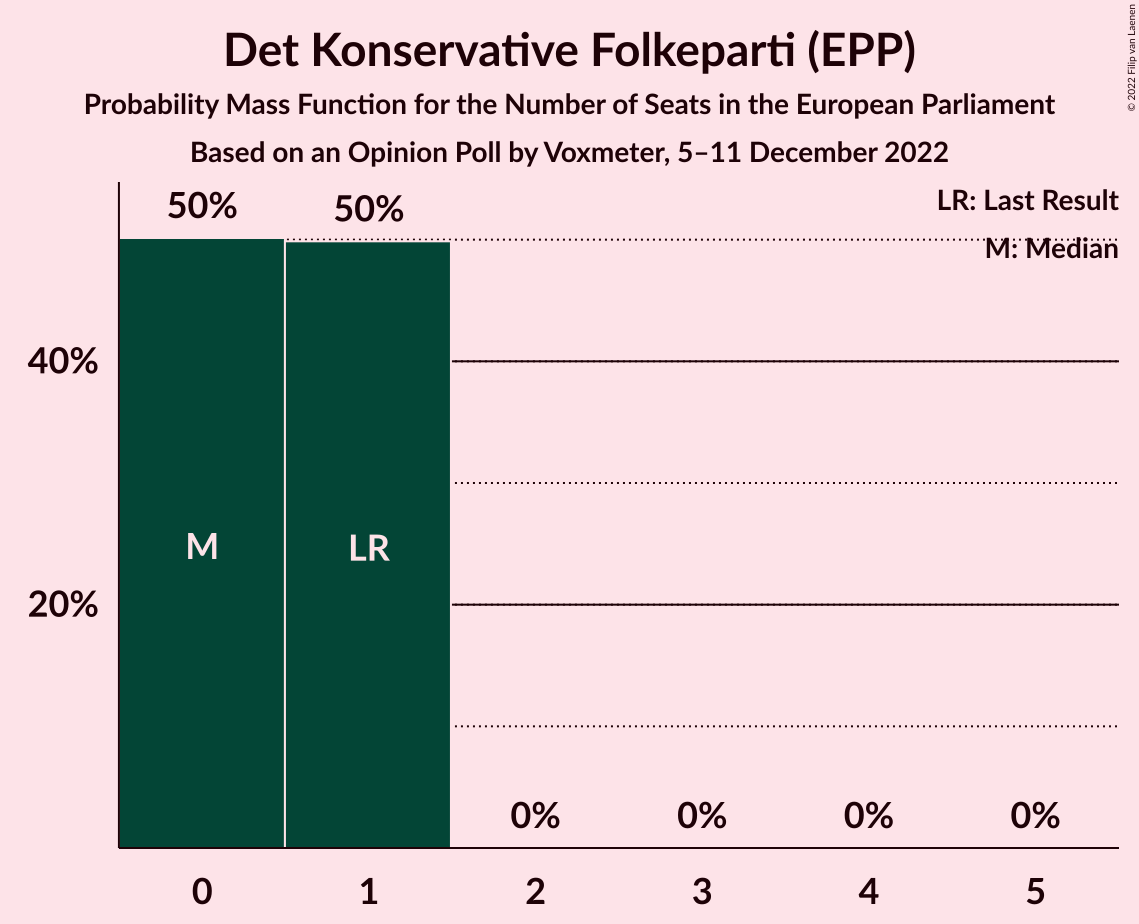 Det Konservative Folkeparti (EPP)
Probability Mass Function for the Number of Seats in the European Parliament
Based on an Opinion Poll by Voxmeter, 5–11 December 2022
© 2022 Filip van Laenen
50%
50%
LR: Last Result
M: Median
40%
M
LR
20%
0%
0%
0%
0%
0
1
2
3
4
5